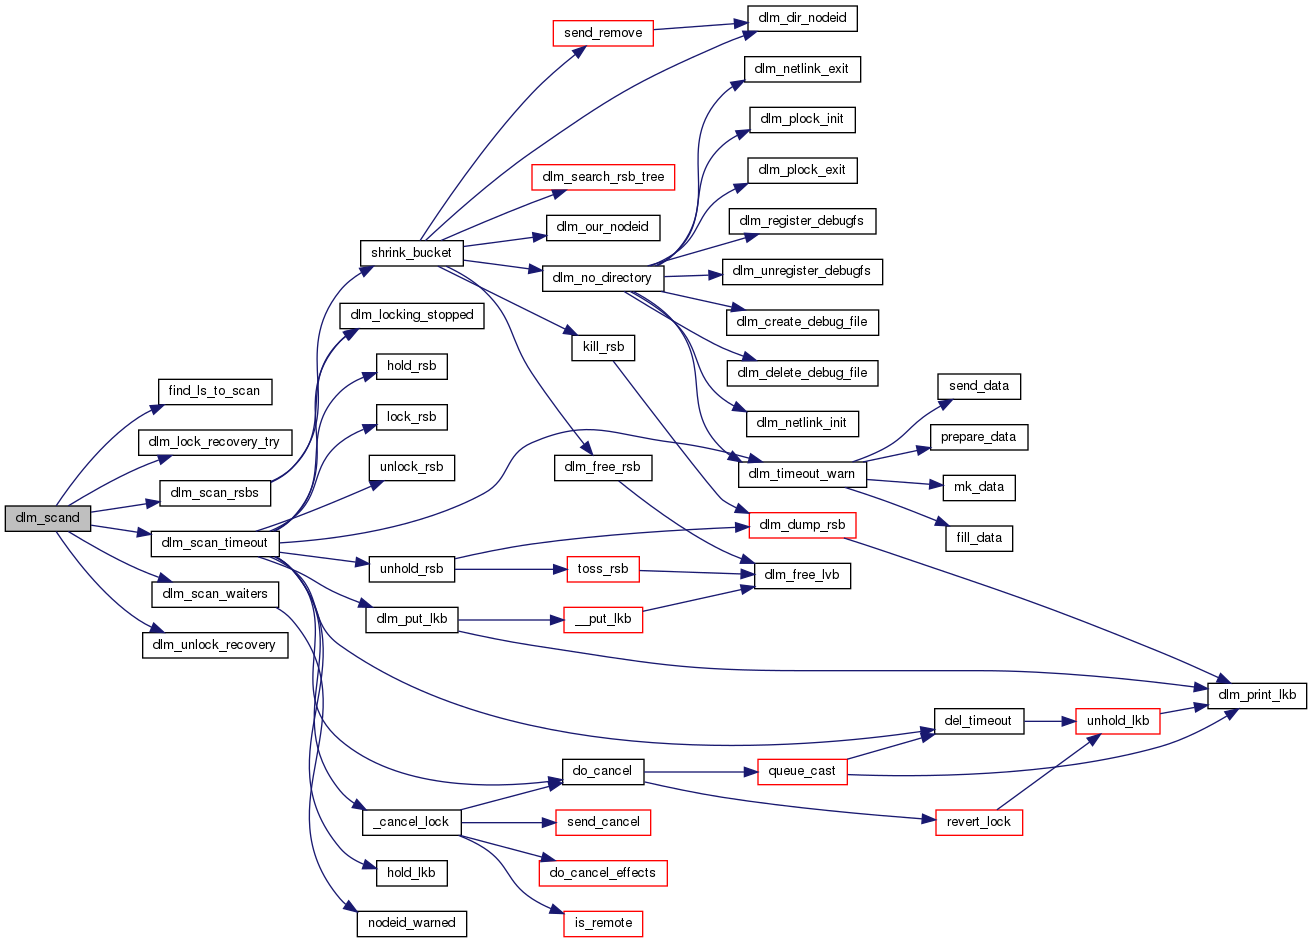 dlm_dir_nodeid
send_remove
dlm_netlink_exit
dlm_plock_init
dlm_plock_exit
dlm_search_rsb_tree
dlm_register_debugfs
dlm_our_nodeid
shrink_bucket
dlm_unregister_debugfs
dlm_no_directory
dlm_locking_stopped
dlm_create_debug_file
kill_rsb
hold_rsb
dlm_delete_debug_file
send_data
find_ls_to_scan
lock_rsb
dlm_netlink_init
prepare_data
dlm_lock_recovery_try
unlock_rsb
dlm_free_rsb
dlm_timeout_warn
mk_data
dlm_scan_rsbs
dlm_scand
dlm_dump_rsb
fill_data
dlm_scan_timeout
unhold_rsb
toss_rsb
dlm_free_lvb
dlm_scan_waiters
dlm_put_lkb
__put_lkb
dlm_unlock_recovery
dlm_print_lkb
del_timeout
unhold_lkb
do_cancel
queue_cast
_cancel_lock
send_cancel
revert_lock
hold_lkb
do_cancel_effects
nodeid_warned
is_remote